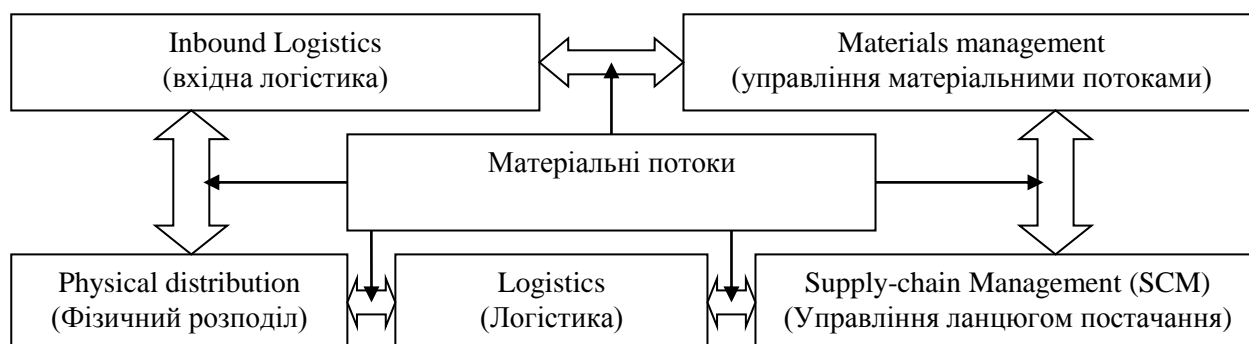 Inbound Logistics
(вхідна логістика)
Materials management
(управління матеріальними потоками)
Матеріальні потоки
Physical distribution
(Фізичний розподіл)
Logistics
(Логістика)
Supply-chain Management (SCM)
(Управління ланцюгом постачання)